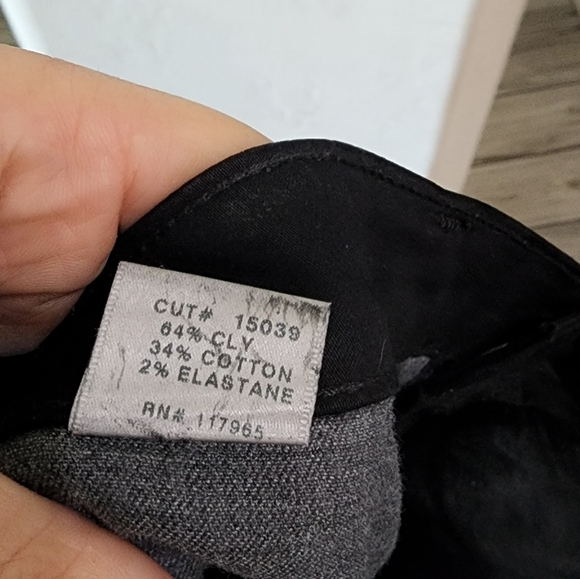 CUT# 15039
64% CLY
34% COTTON
2% ELASTANE
RN# 117965